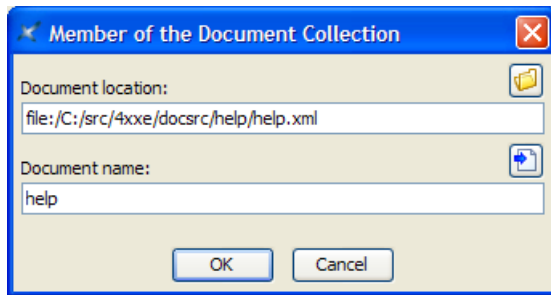 Member of the Document Collection
Document location:
file:/C:/src/4xxe/docsrc/help/help.xml
Document name:
help
OK Cancel